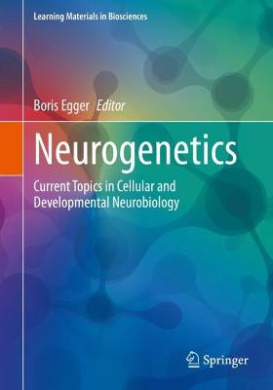 Learning Materials in Biosciences
Boris Egger Editor
Neurogenetics
Current Topics in Cellular and
Developmental Neurobiology
Springer